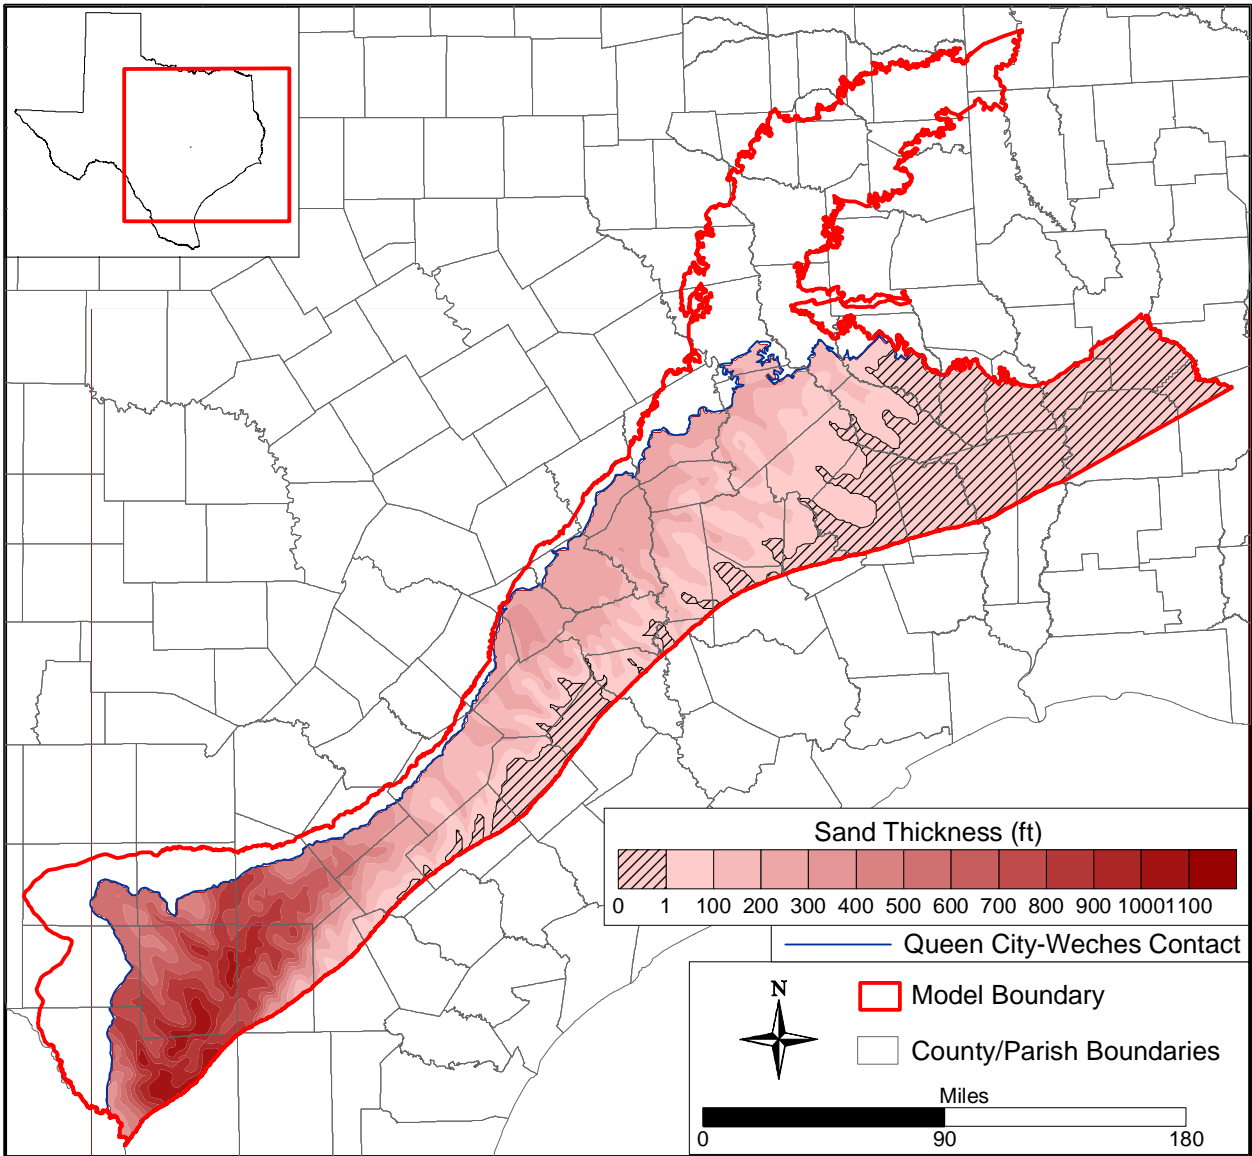 Sand Thickness (ft)
0 1 100 200 300 400 500 600 700 800 900 10001100
Queen City-Weches Contact
N
Model Boundary
County/Parish Boundaries
Miles
0 90 180